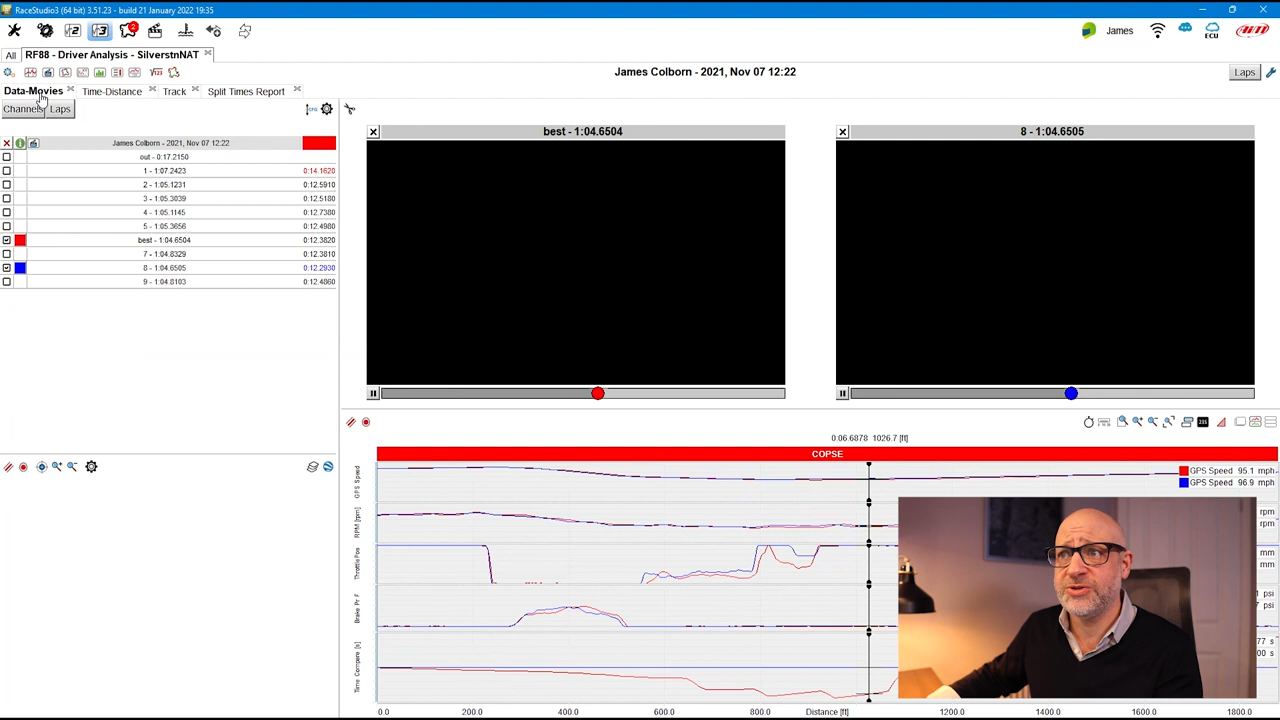 RaceStudio3 (64 bit) 3.51.23 - build 21 January 2022 19:35
2
3
2
James
ECU
All
RF88 - Driver Analysis - SilverstnNAT
James Colborn - 2021, Nov 07 12:22
Laps
Data-Movies
Time-Distance
Track
Split Times Report
Channels
Laps
James Colborn - 2021, Nov 07 12:22
out - 0:17.2150
1 - 1:07.2423 0:14.1620
2 - 1:05.1231 0:12.5910
3 - 1:05.3039 0:12.5180
4 - 1:05.1145 0:12.7380
5 - 1:05.3656 0:12.4980
best - 1:04.6504 0:12.3820
7 - 1:04.8329 0:12.3810
8 - 1:04.6505 0:12.2930
9 - 1:04.8103 0:12.4860
best - 1:04.6504
8 - 1:04.6505
0:06.6878 1026.7 [ft]
COPSE
GPS Speed
GPS Speed 95.1 mph
GPS Speed 96.9 mph
RPM [rpm]
rpm
rpm
ThrottlePos
mm
mm
Brake Pr F
psi
psi
Time Compare [s]
77 s
00 s
0.0 200.0 400.0 600.0 800.0 Distance [ft] 1200.0 1400.0 1600.0 1800.0